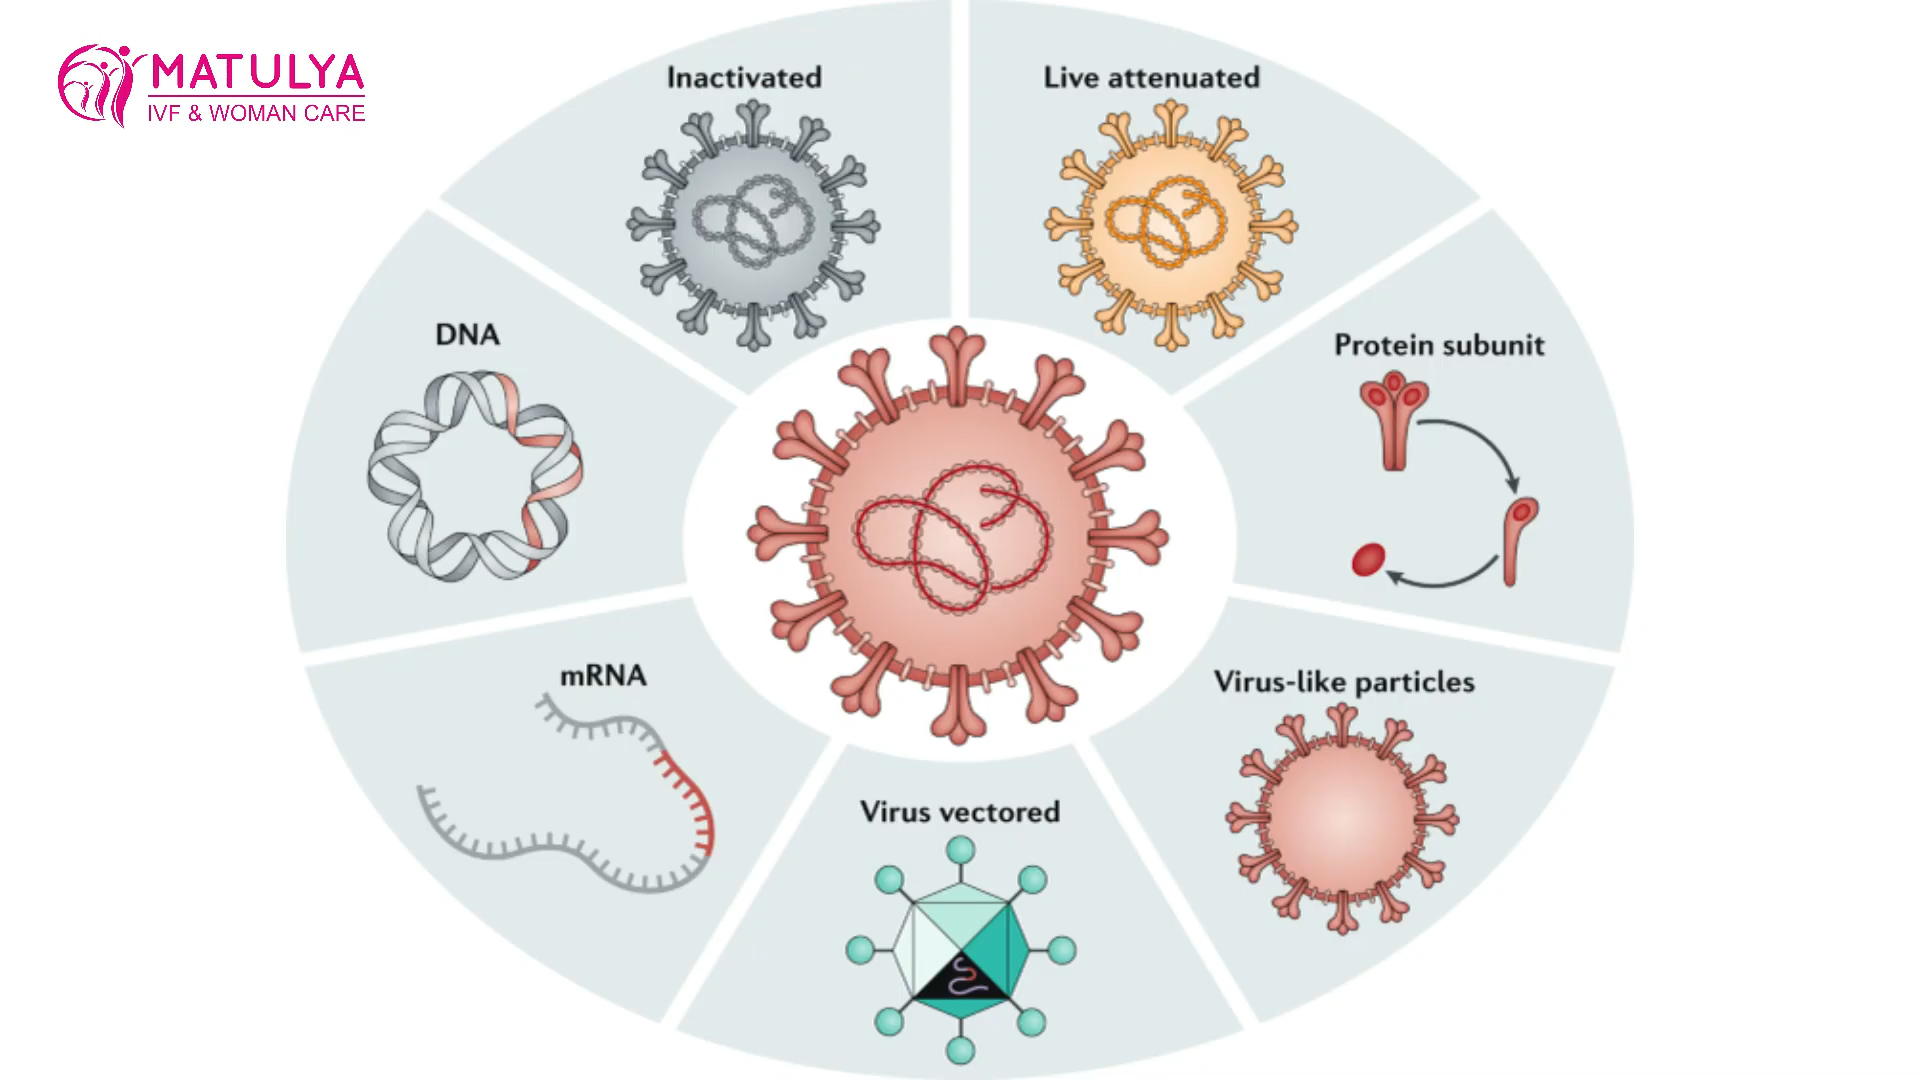 MATULYA
IVF & WOMAN CARE
Inactivated
Live attenuated
DNA
Protein subunit
mRNA
Virus-like particles
Virus vectored